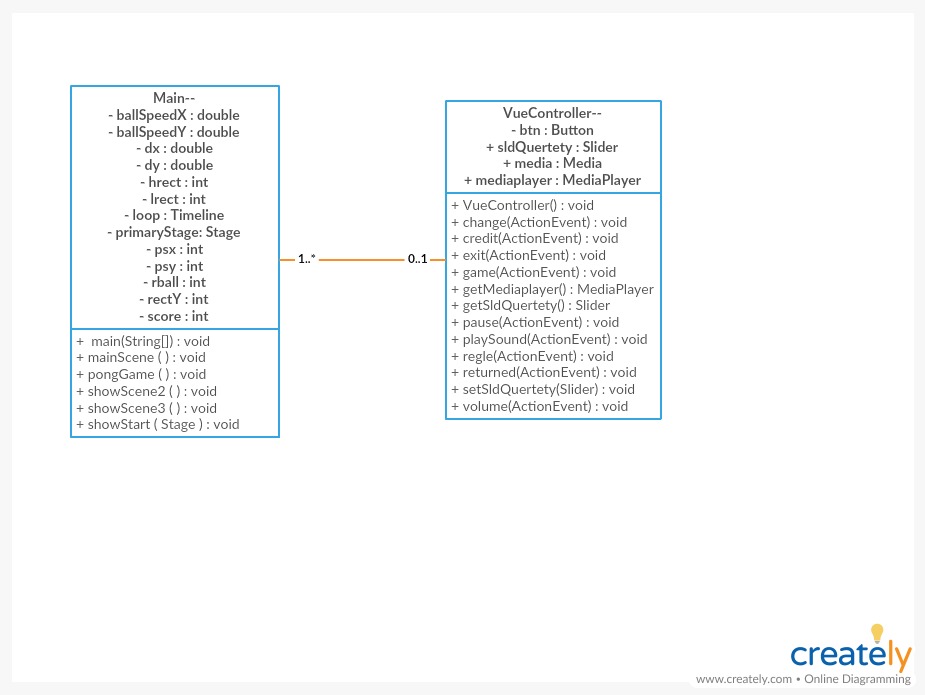 Main--
- ballSpeedX : double
- ballSpeedY : double
- dx : double
- dy : double
- hrect : int
- lrect : int
- loop : Timeline
- primaryStage: Stage
- psx : int
- psy : int
- rball : int
- rectY : int
- score : int
+  main(String[]) : void
+ mainScene ( ) : void
+ pongGame ( ) : void
+ showScene2 ( ) : void
+ showScene3 ( ) : void
+ showStart ( Stage ) : void
1..*
0..1
VueController--
- btn : Button
+ sldQuertety : Slider
+ media : Media
+ mediaplayer : MediaPlayer
+ VueController() : void
+ change(ActionEvent) : void
+ credit(ActionEvent) : void
+ exit(ActionEvent) : void
+ game(ActionEvent) : void
+ getMediaplayer() : MediaPlayer
+ getSldQuertety() : Slider
+ pause(ActionEvent) : void
+ playSound(ActionEvent) : void
+ regle(ActionEvent) : void
+ returned(ActionEvent) : void
+ setSldQuertety(Slider) : void
+ volume(ActionEvent) : void
creately
www.creately.com • Online Diagramming